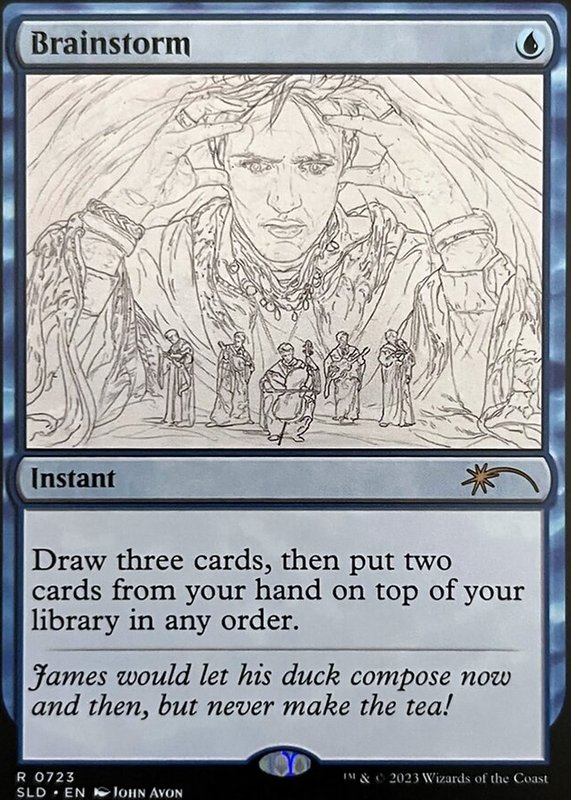 Brainstorm
Instant
Draw three cards, then put two
cards from your hand on top of your
library in any order.
James would let his duck compose now
and then, but never make the tea!
R 0723
SLD • EN John Avon
™ & © 2023 Wizards of the Coast